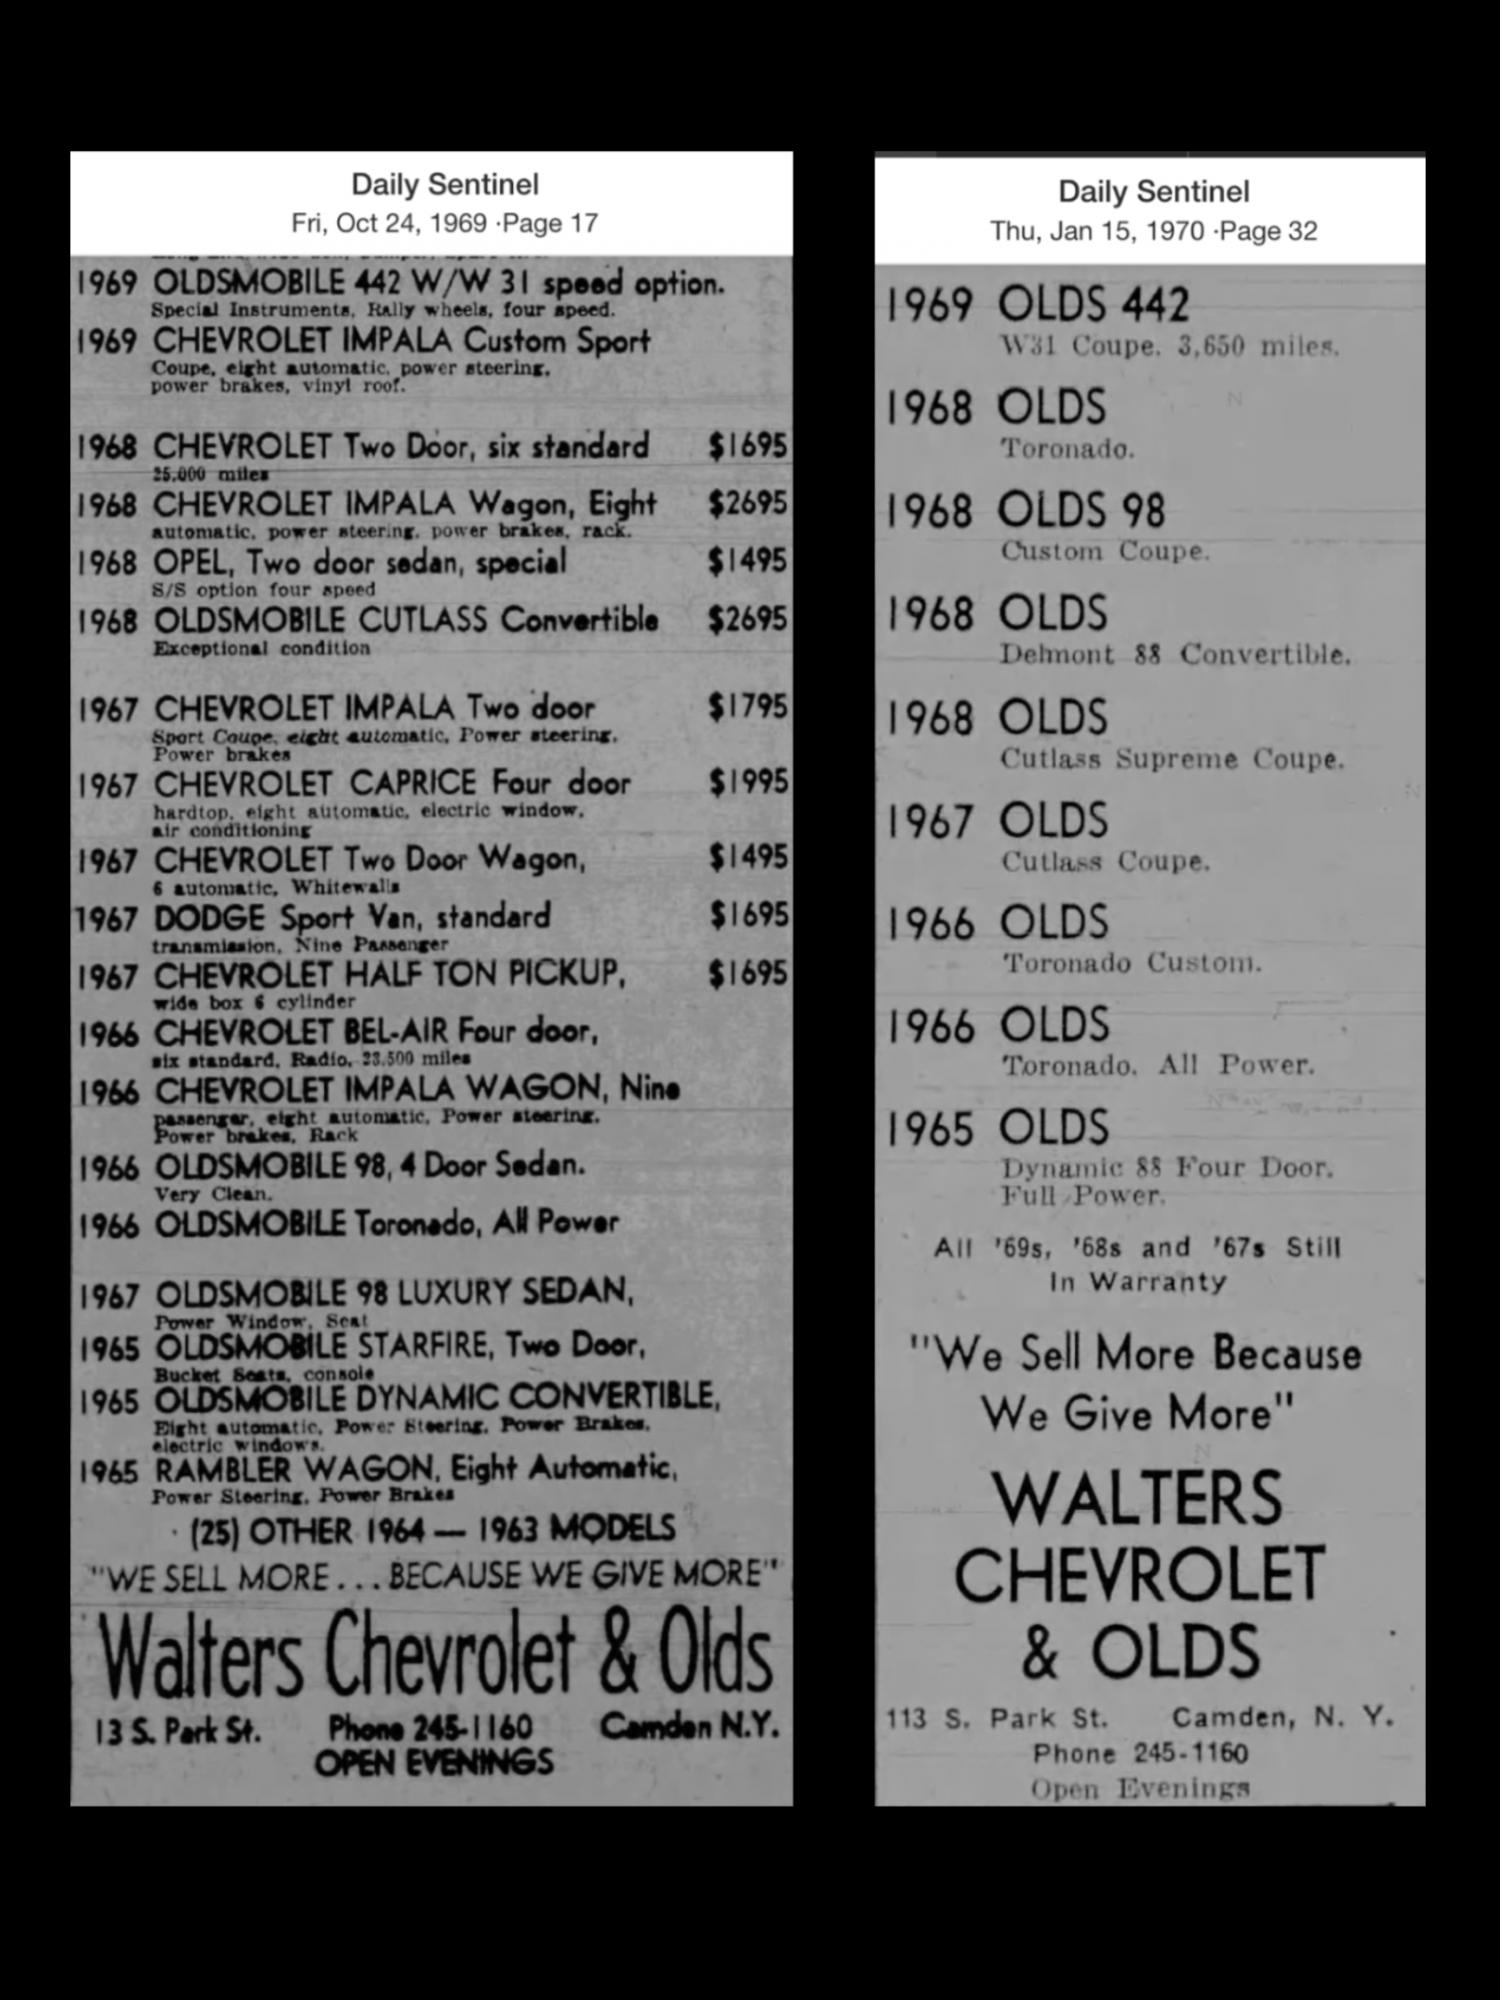 Daily Sentinel
Fri, Oct 24, 1969 ·Page 17
1969 OLDSMOBILE 442 W/W 31 speed option.
Special Instruments, Rally wheels, four speed.
1969 CHEVROLET IMPALA Custom Sport
Coupe, eight automatic, power steering,
power brakes, vinyl roof.
1968 CHEVROLET Two Door, six standard $1695
25,000 miles
1968 CHEVROLET IMPALA Wagon, Eight $2695
automatic, power steering, power brakes, rack.
1968 OPEL, Two door sedan, special $1495
S/S option four speed
1968 OLDSMOBILE CUTLASS Convertible $2695
Exceptional condition
1967 CHEVROLET IMPALA Two door $1795
Sport Coupe, eight automatic, Power steering,
Power brakes
1967 CHEVROLET CAPRICE Four door $1995
hardtop, eight automatic, electric window,
air conditioning
1967 CHEVROLET Two Door Wagon, $1495
6 automatic, Whitewalls
1967 DODGE Sport Van, standard $1695
transmission, Nine Passenger
1967 CHEVROLET HALF TON PICKUP, $1695
wide box 6 cylinder
1966 CHEVROLET BEL-AIR Four door,
six standard, Radio, 23,500 miles
1966 CHEVROLET IMPALA WAGON, Nine
passenger, eight automatic, Power steering,
Power brakes, Rack
1966 OLDSMOBILE 98, 4 Door Sedan.
Very Clean.
1966 OLDSMOBILE Toronado, All Power
1967 OLDSMOBILE 98 LUXURY SEDAN,
Power Window, Seat
1965 OLDSMOBILE STARFIRE, Two Door,
Bucket Seats, console
1965 OLDSMOBILE DYNAMIC CONVERTIBLE,
Eight automatic, Power Steering, Power Brakes,
electric windows.
1965 RAMBLER WAGON, Eight Automatic,
Power Steering, Power Brakes
(25) OTHER 1964 — 1963 MODELS
"WE SELL MORE...BECAUSE WE GIVE MORE"
Walters Chevrolet & Olds
13 S. Park St. Phone 245-1160 Camden N.Y.
OPEN EVENINGS
Daily Sentinel
Thu, Jan 15, 1970 ·Page 32
1969 OLDS 442
W31 Coupe. 3,650 miles.
1968 OLDS
Toronado.
1968 OLDS 98
Custom Coupe.
1968 OLDS
Delmont 88 Convertible.
1968 OLDS
Cutlass Supreme Coupe.
1967 OLDS
Cutlass Coupe.
1966 OLDS
Toronado Custom.
1966 OLDS
Toronado. All Power.
1965 OLDS
Dynamic 88 Four Door.
Full Power.
All '69s, '68s and '67s Still
In Warranty
"We Sell More Because
We Give More"
WALTERS
CHEVROLET
& OLDS
113 S. Park St. Camden, N. Y.
Phone 245-1160
Open Evenings